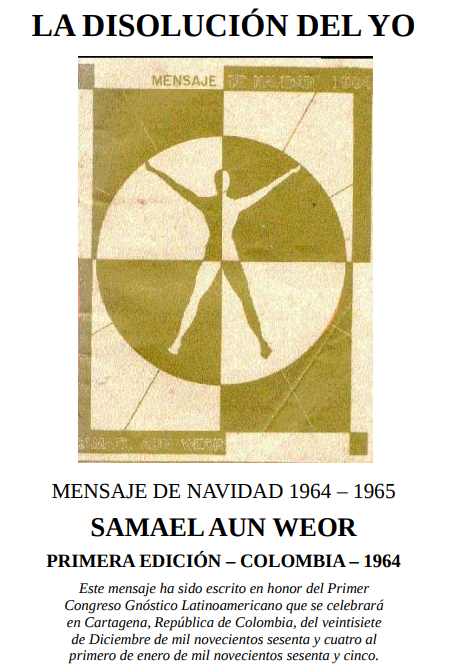 LA DISOLUCIÓN DEL YO
MENSAJE DE NAVIDAD 1964
SAMAEL AUN WEOR
MENSAJE DE NAVIDAD 1964 – 1965
SAMAEL AUN WEOR
PRIMERA EDICIÓN – COLOMBIA – 1964
Este mensaje ha sido escrito en honor del Primer
Congreso Gnóstico Latinoamericano que se celebrará
en Cartagena, República de Colombia, del veintisiete
de Diciembre de mil novecientos sesenta y cuatro al
primero de enero de mil novecientos sesenta y cinco.